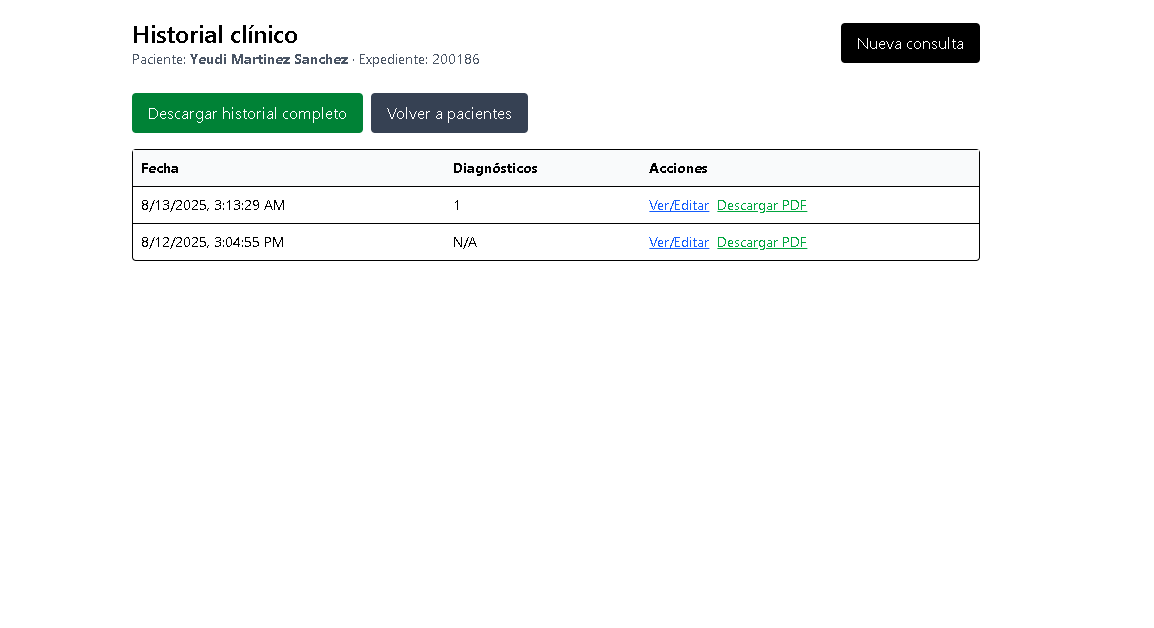 Historial clínico
Paciente: Yeudi Martinez Sanchez · Expediente: 200186
Nueva consulta
Descargar historial completo Volver a pacientes
Fecha Diagnósticos Acciones
8/13/2025, 3:13:29 AM 1 Ver/Editar Descargar PDF
8/12/2025, 3:04:55 PM N/A Ver/Editar Descargar PDF